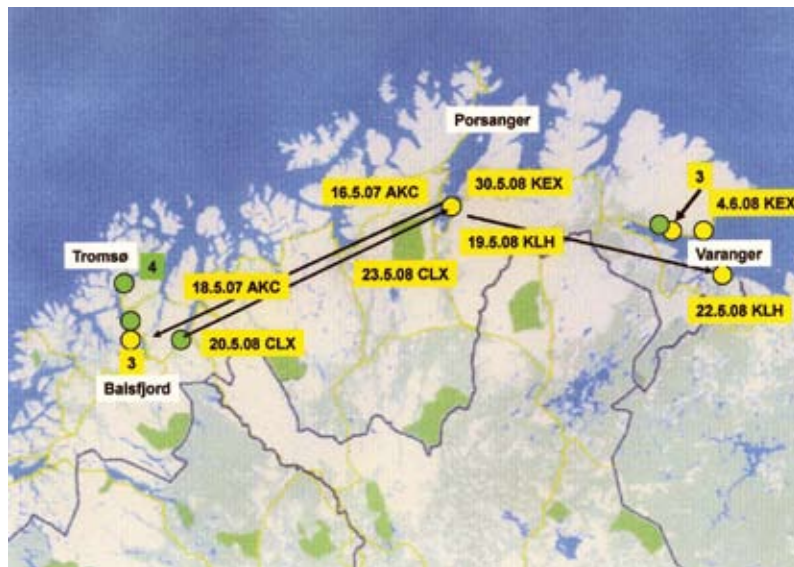 Porsanger
16.5.07 AKC
30.5.08 KEX
3
4.6.08 KEX
19.5.08 KLH
Tromsø
4
Varanger
23.5.08 CLX
18.5.07 AKC
22.5.08 KLH
20.5.08 CLX
3
Balsfjord